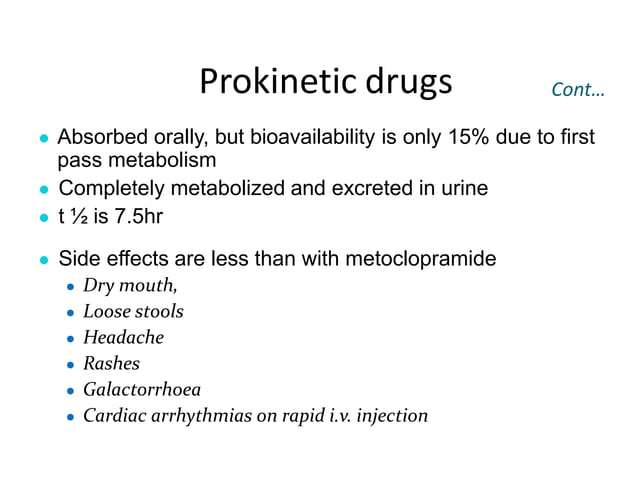 Prokinetic drugs
Cont…
● Absorbed orally, but bioavailability is only 15% due to first
pass metabolism
● Completely metabolized and excreted in urine
● t ½ is 7.5hr
● Side effects are less than with metoclopramide
● Dry mouth,
● Loose stools
● Headache
● Rashes
● Galactorrhoea
● Cardiac arrhythmias on rapid i.v. injection